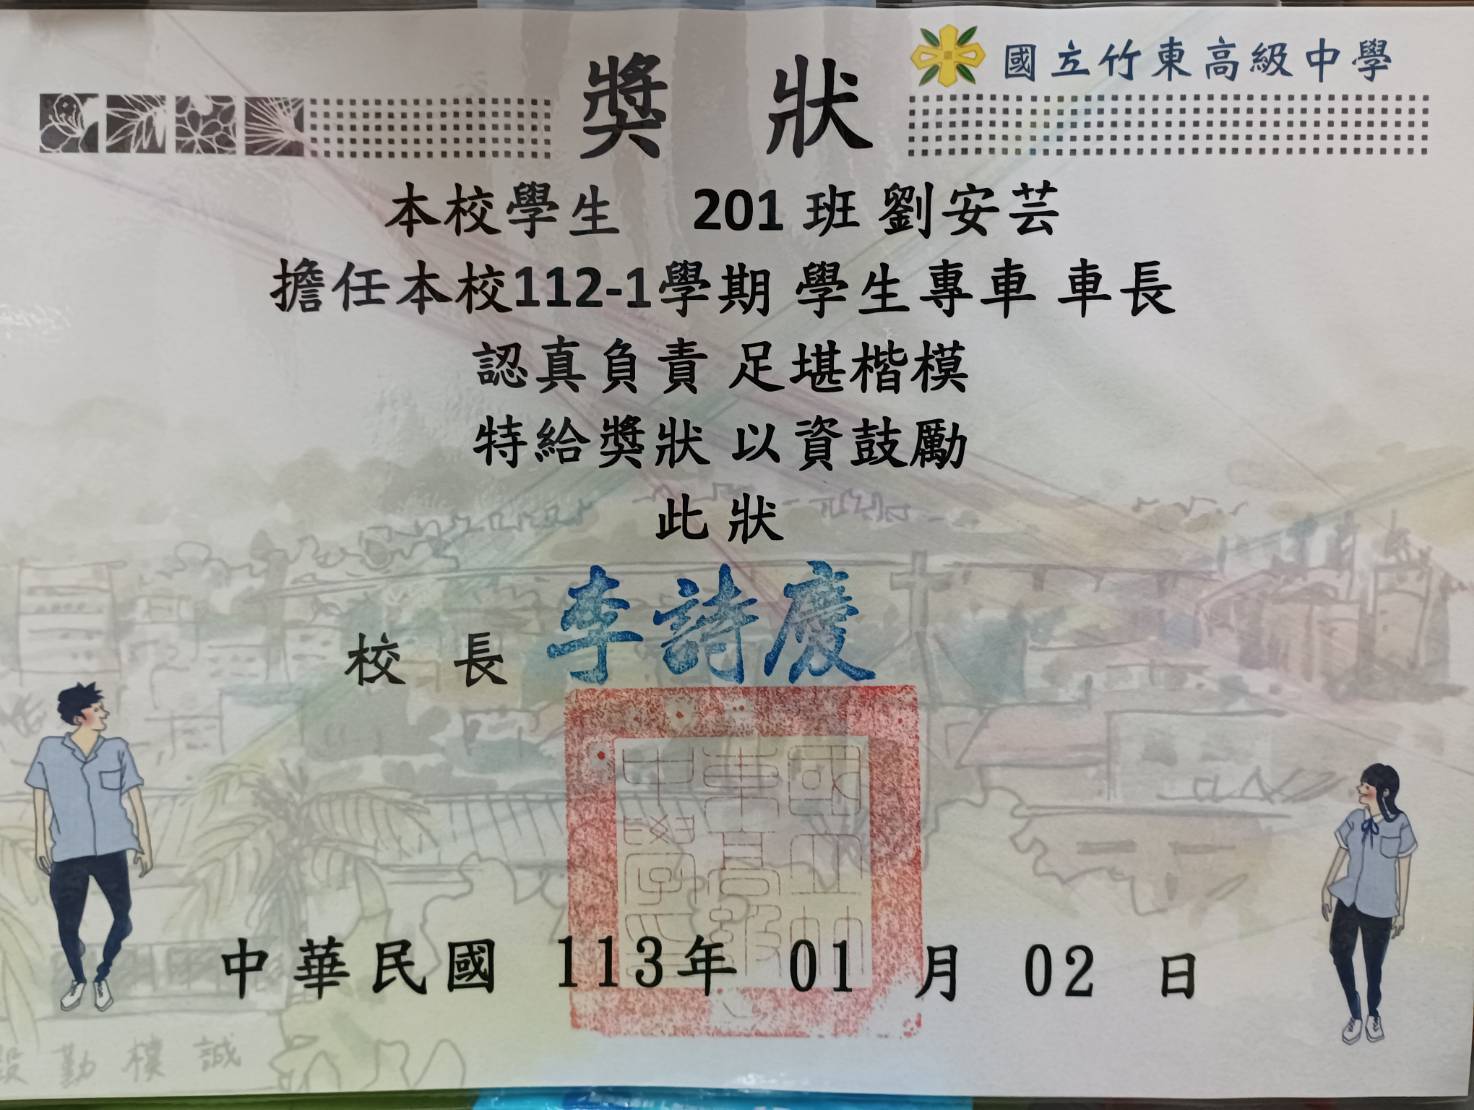 國立竹東高級中學
獎狀
本校學生 201 班 劉安芸
擔任本校112-1學期 學生專車 車長
認真負責 足堪楷模
特給獎狀 以資鼓勵
此狀
校長 李詩慶
國立竹東高級中學印
中華民國 113年 01 月 02 日
毅勤樸誠